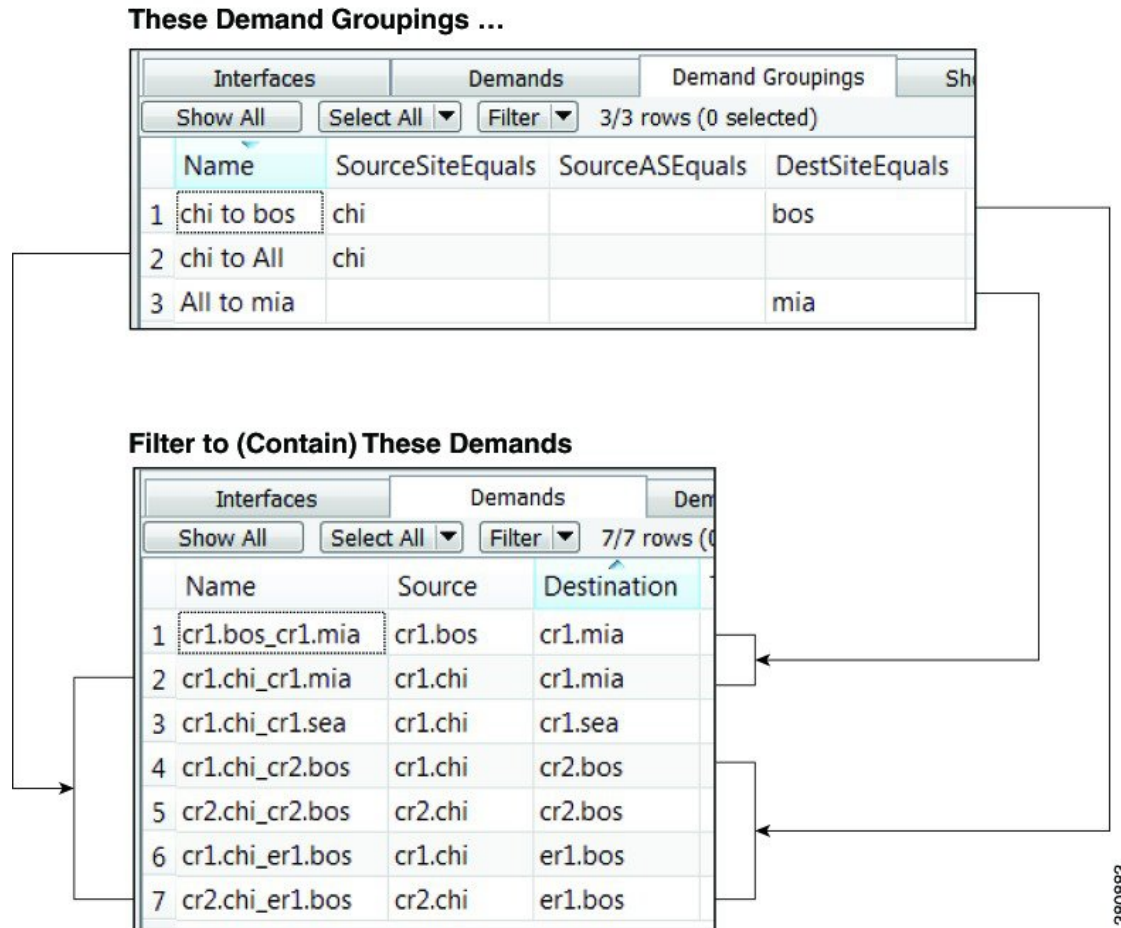 These Demand Groupings ...
Interfaces Demands Demand Groupings Sh
Show All Select All Filter 3/3 rows (0 selected)
Name SourceSiteEquals SourceASEquals DestSiteEquals
1 chi to bos chi bos
2 chi to All chi
3 All to mia mia
Filter to (Contain) These Demands
Interfaces Demands Dem
Show All Select All Filter 7/7 rows (0
Name Source Destination
1 cr1.bos_cr1.mia cr1.bos cr1.mia
2 cr1.chi_cr1.mia cr1.chi cr1.mia
3 cr1.chi_cr1.sea cr1.chi cr1.sea
4 cr1.chi_cr2.bos cr1.chi cr2.bos
5 cr2.chi_cr2.bos cr2.chi cr2.bos
6 cr1.chi_er1.bos cr1.chi er1.bos
7 cr2.chi_er1.bos cr2.chi er1.bos